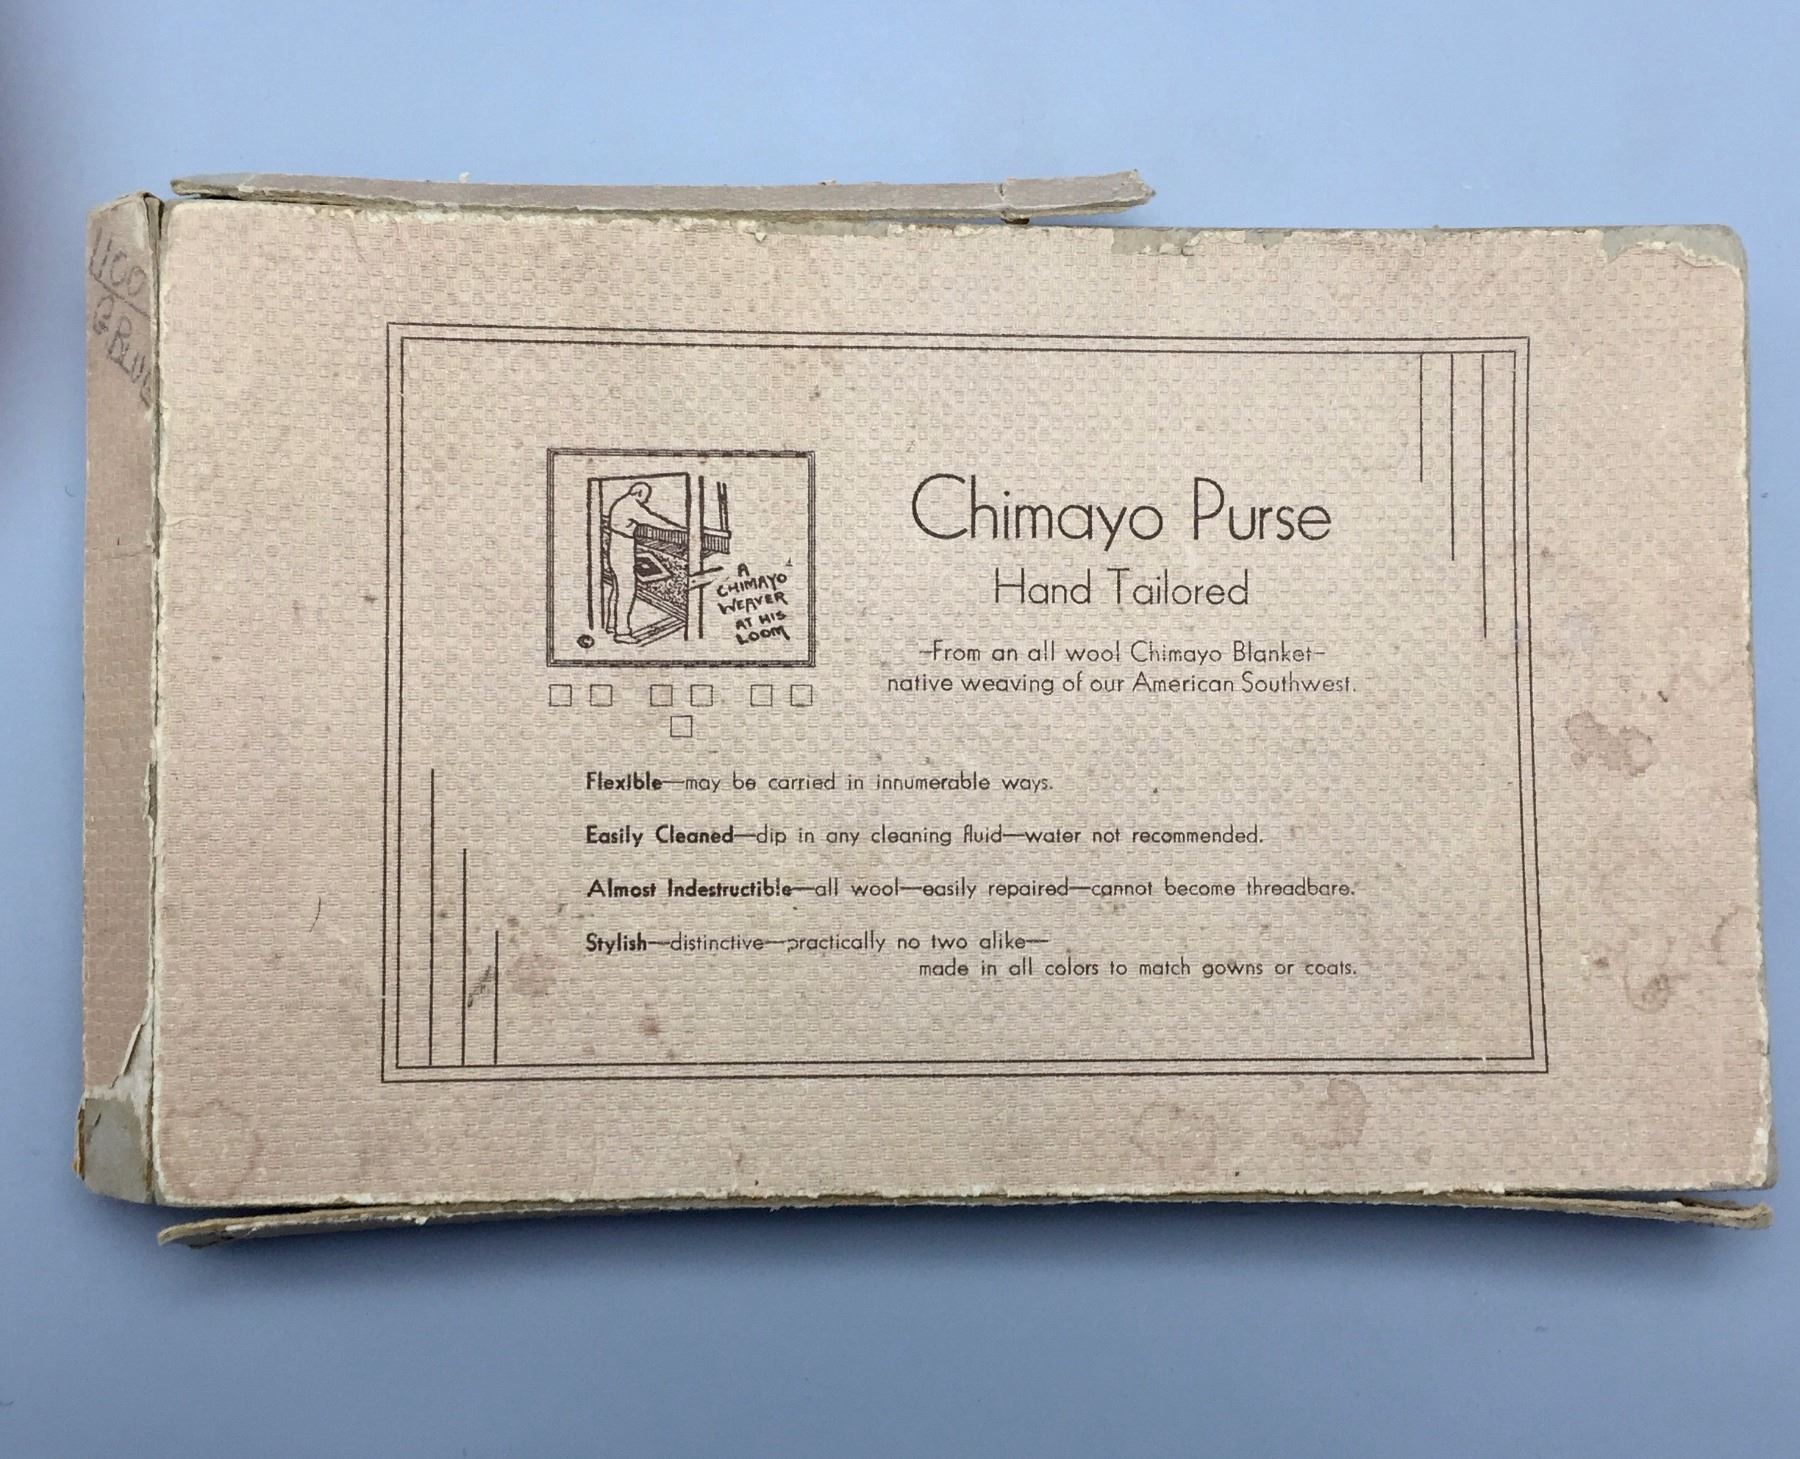 1100
A
CHIMAYO
WEAVER
AT HIS
LOOM
©
Chimayo Purse
Hand Tailored
—From an all wool Chimayo Blanket—
native weaving of our American Southwest.
Flexible—may be carried in innumerable ways.
Easily Cleaned—dip in any cleaning fluid—water not recommended.
Almost Indestructible—all wool—easily repaired—cannot become threadbare.
Stylish—distinctive—practically no two alike—
made in all colors to match gowns or coats.